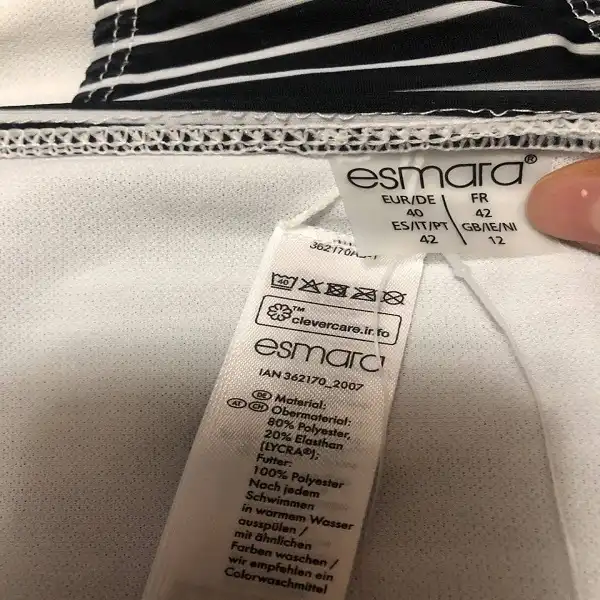 esmara®
EUR/DE FR
40 42
ES/IT/PT GB/IE/NI
42 12
40
clevercare.info
TM
esmara
IAN 362170_2007
DE Material:
AT CH Obermaterial:
80% Polyester,
20% Elasthan
(LYCRA®);
Futter:
100% Polyester
Nach jedem
Schwimmen
in warmem Wasser
ausspülen /
mit ähnlichen
Farben waschen /
wir empfehlen ein
Colorwaschmittel